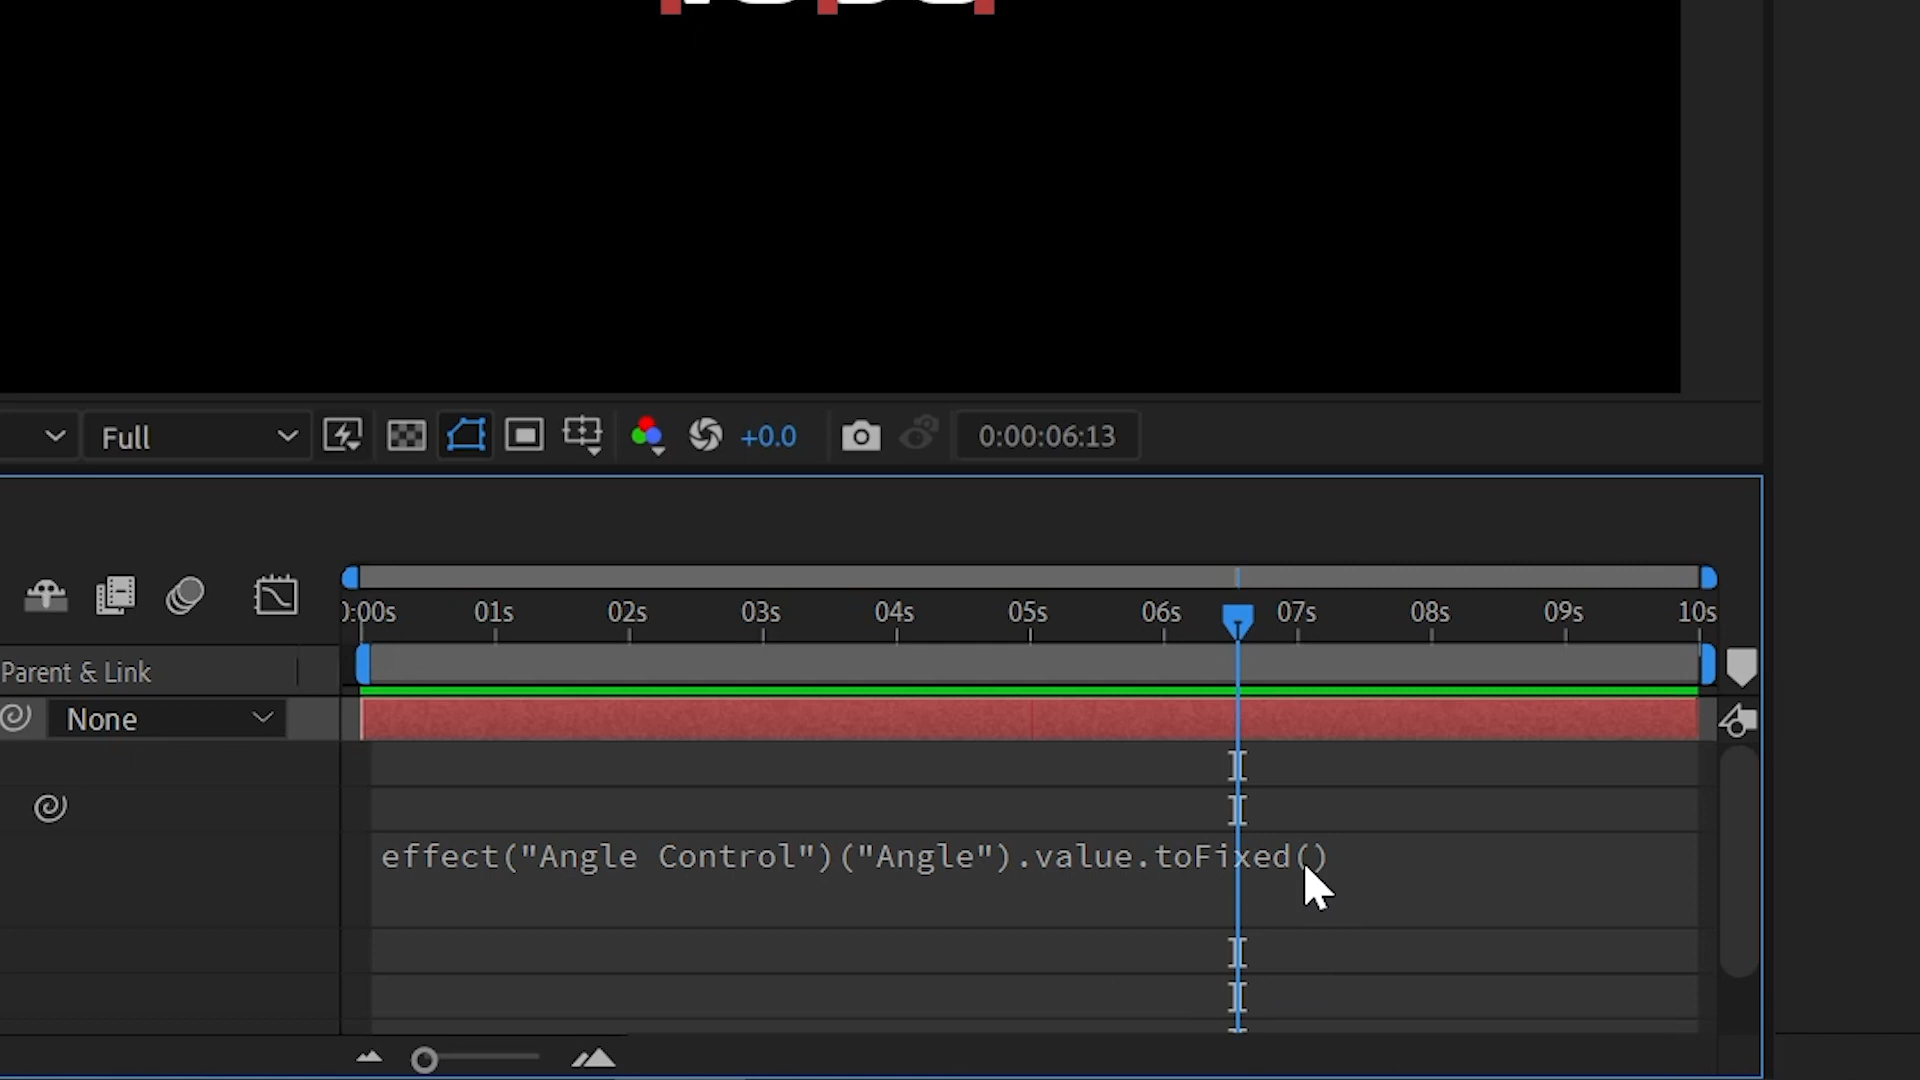 Full
+0.0
0:00:06:13
):00s 01s 02s 03s 04s 05s 06s 07s 08s 09s 10s
Parent & Link
None
effect("Angle Control")("Angle").value.toFixed()